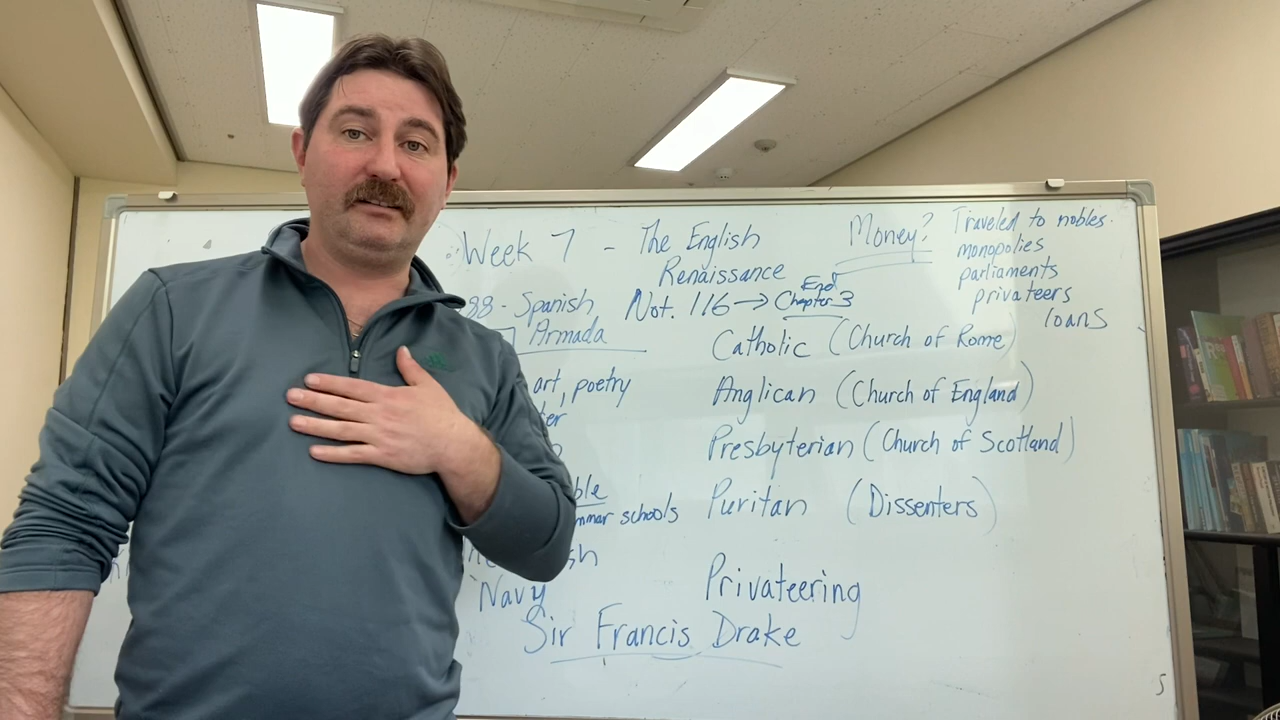 Week 7 - The English
Renaissance
88 - Spanish
Armada
Not. 116 → End Chapter 3
art, poetry
schools
Navy
Money? Traveled to nobles.
monopolies
parliaments
privateers
loans
Catholic (Church of Rome)
Anglican (Church of England)
Presbyterian (Church of Scotland)
Puritan (Dissenters)
Privateering
Sir Francis Drake